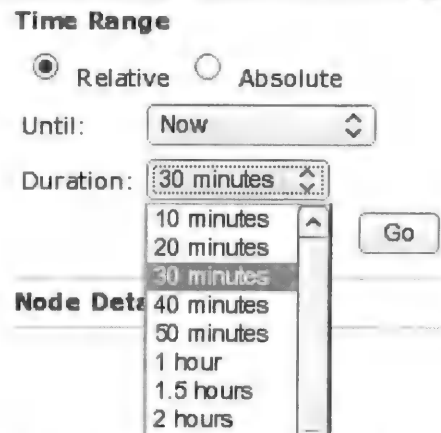 Time Range
Relative Absolute
Until: Now
Duration: 30 minutes
10 minutes
20 minutes
Go
30 minutes
Node Deta
40 minutes
50 minutes
1 hour
1.5 hours
2 hours